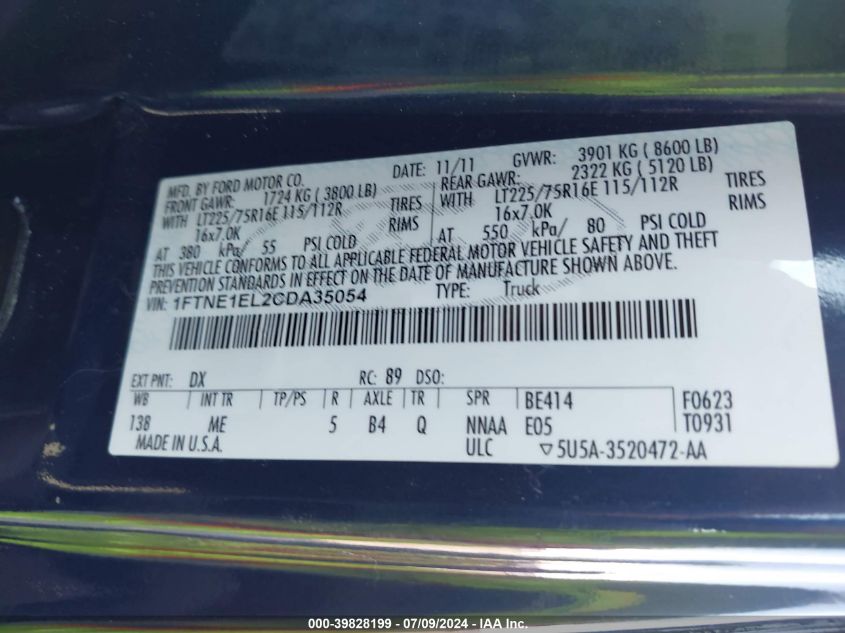 MFD. BY FORD MOTOR CO. DATE: 11/11 GVWR: 3901 KG ( 8600 LB)
FRONT GAWR: 1724 KG ( 3800 LB) REAR GAWR: 2322 KG ( 5120 LB)
WITH LT225/75R16E 115/112R TIRES WITH LT225/75R16E 115/112R TIRES
16x7.0K RIMS 16x7.0K RIMS
AT 380 kPa/ 55 PSI COLD AT 550 kPa/ 80 PSI COLD
THIS VEHICLE CONFORMS TO ALL APPLICABLE FEDERAL MOTOR VEHICLE SAFETY AND THEFT
PREVENTION STANDARDS IN EFFECT ON THE DATE OF MANUFACTURE SHOWN ABOVE.
VIN: 1FTNE1EL2CDA35054 TYPE: Truck
EXT PNT: DX RC: 89 DSO:
WB INT TR TP/PS R AXLE TR SPR BE414 F0623
138 ME 5 B4 Q NNAA E05 T0931
MADE IN U.S.A. ULC ▽5U5A-3520472-AA
000-39828199 - 07/09/2024 - IAA Inc.